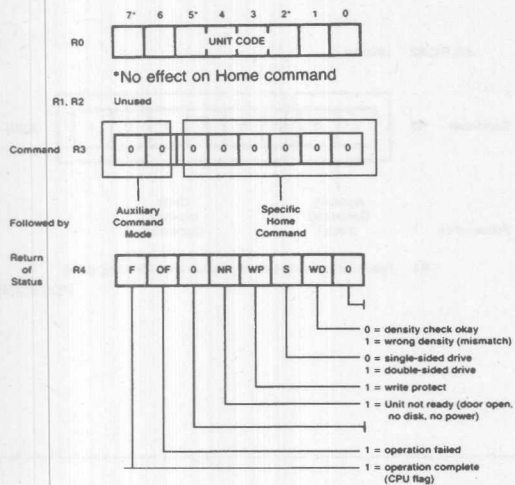 7* 6 5* 4 3 2* 1 0
R0 UNIT CODE
*No effect on Home command
R1, R2 Unused
Command R3 0 0 0 0 0 0 0 0
Auxiliary Command Mode
Specific Home Command
Followed by
Return of Status R4 F OF 0 NR WP S WD 0
0 = density check okay
1 = wrong density (mismatch)
0 = single-sided drive
1 = double-sided drive
1 = write protect
1 = Unit not ready (door open,
no disk, no power)
1 = operation failed
1 = operation complete
(CPU flag)